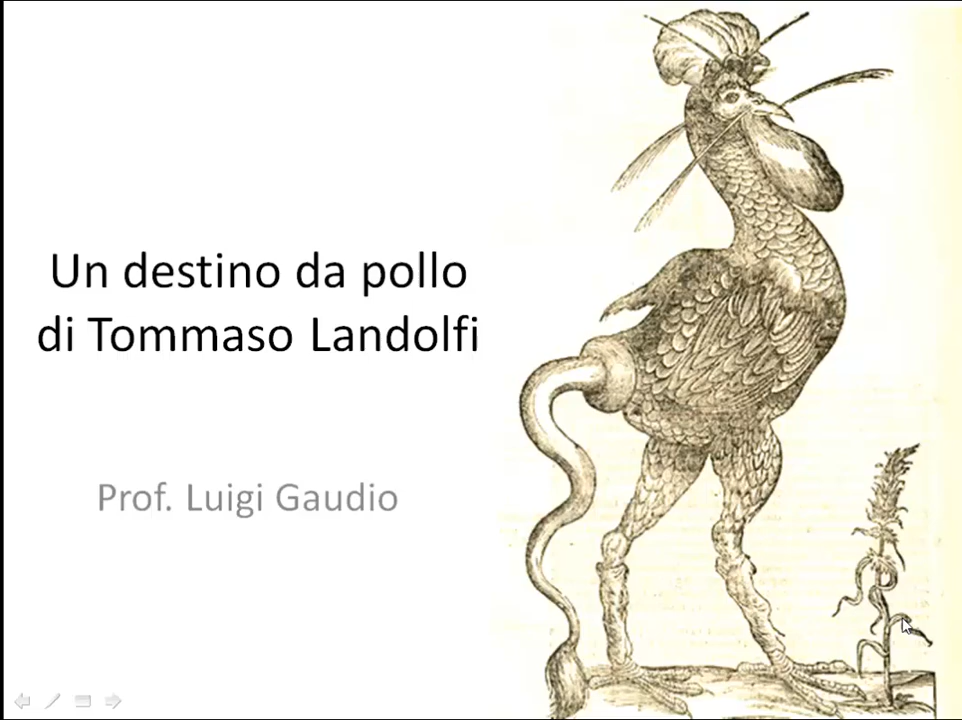 Un destino da pollo
di Tommaso Landolfi
Prof. Luigi Gaudio